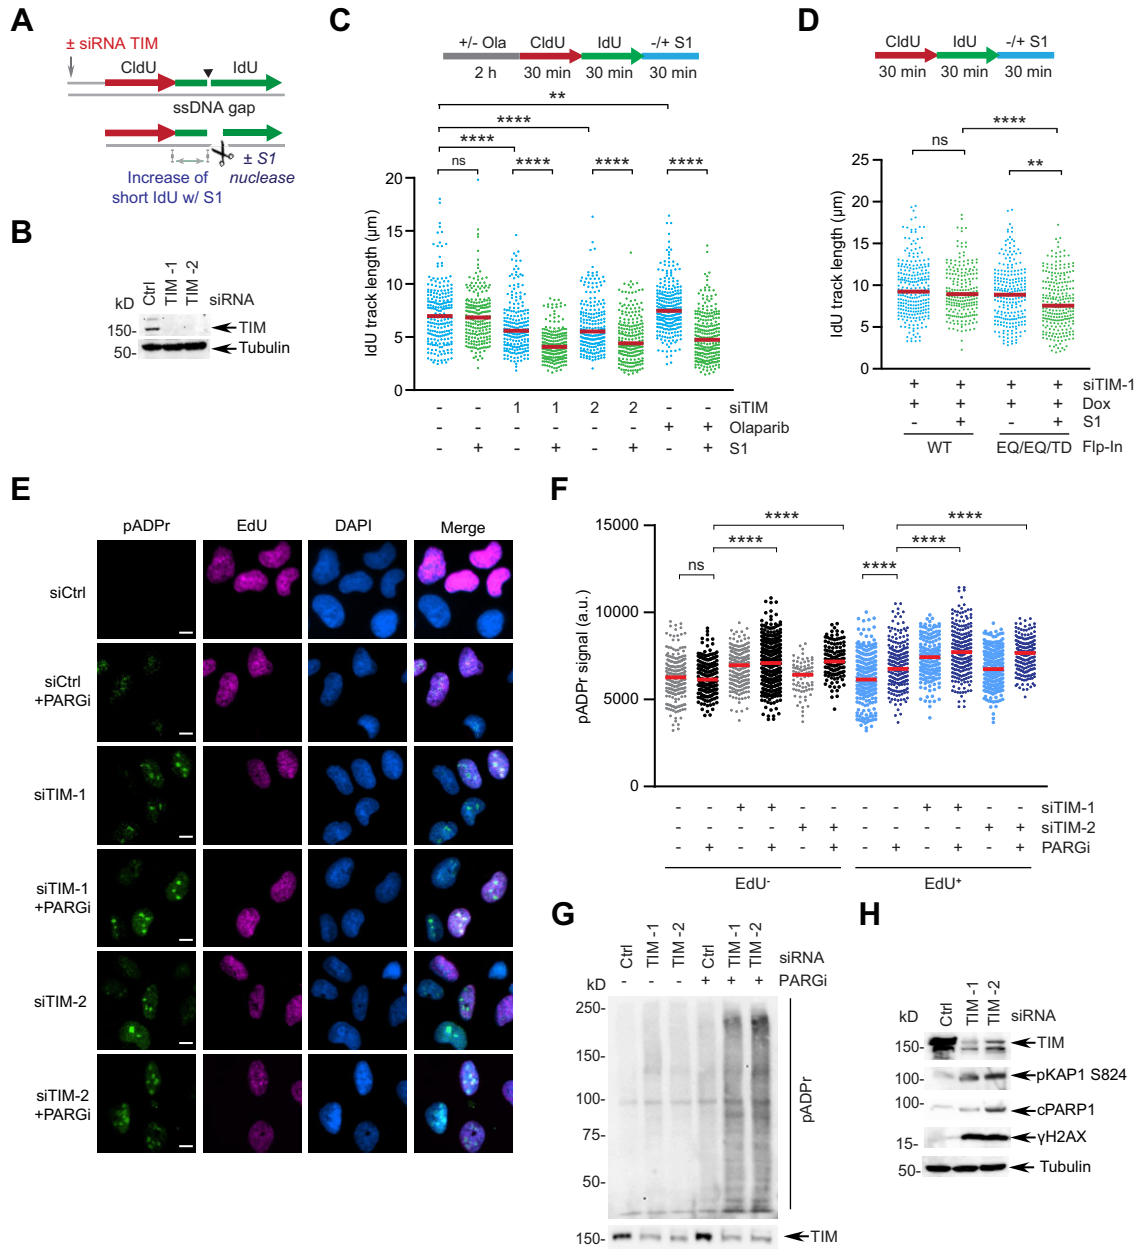 A
± siRNA TIM
CldU
IdU
ssDNA gap
± S1
nuclease
Increase of
short IdU w/ S1
B
kD
Ctrl
TIM -1
TIM -2
siRNA
150-
TIM
50-
Tubulin
C
+/- Ola
CldU
IdU
-/+ S1
2 h
30 min
30 min
30 min
**
****
****
ns
****
****
****
IdU track length (µm)
20
15
10
5
0
- - 1 1 2 2 - - siTIM
- - - - - - + + Olaparib
- + - + - + - + S1
D
CldU
IdU
-/+ S1
30 min
30 min
30 min
****
ns
**
IdU track length (µm)
25
20
15
10
5
0
+ + + + siTIM-1
+ + + + Dox
- + - + S1
WT
EQ/EQ/TD
Flp-In
E
pADPr
EdU
DAPI
Merge
siCtrl
siCtrl
+PARGi
siTIM-1
siTIM-1
+PARGi
siTIM-2
siTIM-2
+PARGi
F
****
****
ns
****
****
****
pADPr signal (a.u.)
15000
10000
5000
0
- - + + - - - - + + - - siTIM-1
- - - - + + - - - - + + siTIM-2
- + - + - + - + - + - + PARGi
EdU-
EdU+
G
Ctrl
TIM -1
TIM -2
Ctrl
TIM -1
TIM -2
siRNA
kD
- - - + + + PARGi
250-
150-
100-
75-
50-
pADPr
150-
TIM
H
Ctrl
TIM -1
TIM -2
kD
siRNA
150-
TIM
100-
pKAP1 S824
100-
cPARP1
15-
γH2AX
50-
Tubulin